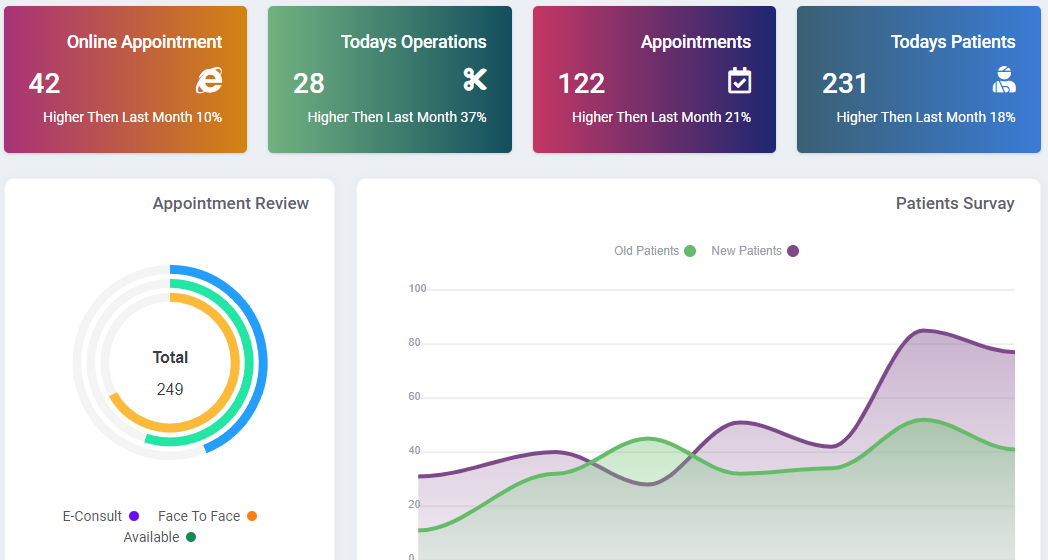 Online Appointment
42
Higher Then Last Month 10%
Todays Operations
28
Higher Then Last Month 37%
Appointments
122
Higher Then Last Month 21%
Todays Patients
231
Higher Then Last Month 18%
Appointment Review
Total
249
E-Consult
Face To Face
Available
Patients Survay
Old Patients
New Patients
100
80
60
40
20
0